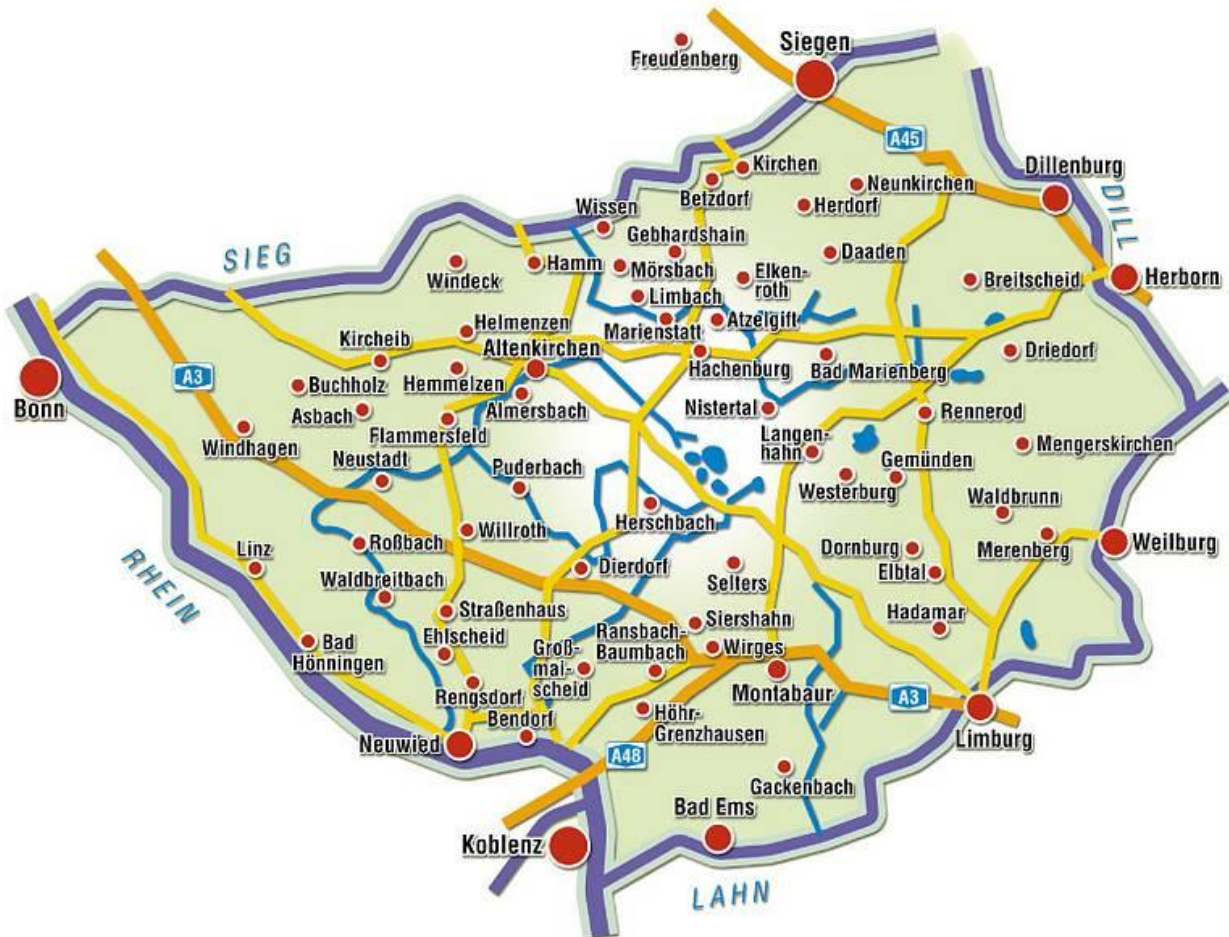 Siegen
Freudenberg
A45
Dillenburg
DILL
Kirchen
Betzdorf
Neunkirchen
Herdorf
Wissen
SIEG
Gebhardshain
Daaden
Windeck
Hamm
Mörsbach
Elken-
roth
Breitscheid
Herborn
Limbach
Helmenzen
Marienstatt
Atzelgift
Kircheib
Altenkirchen
Driedorf
A3
Buchholz
Hemmelzen
Hachenburg
Bad Marienberg
Bonn
Asbach
Almersbach
Nistertal
Rennerod
Windhagen
Flammersfeld
Langen-
hahn
Mengerskirchen
Neustadt
Puderbach
Gemünden
Westerburg
Waldbrunn
Herschbach
Willroth
Roßbach
Linz
RHEIN
Dornburg
Merenberg
Weilburg
Dierdorf
Selters
Elbtal
Waldbreitbach
Straßenhaus
Siershahn
Hadamar
Bad
Hönningen
Ehlscheid
Groß-
mai-
scheid
Ransbach-
Baumbach
Wirges
Rengsdorf
Montabaur
A3
Bendorf
Höhr-
Grenzhausen
Limburg
Neuwied
A48
Gackenbach
Bad Ems
Koblenz
LAHN